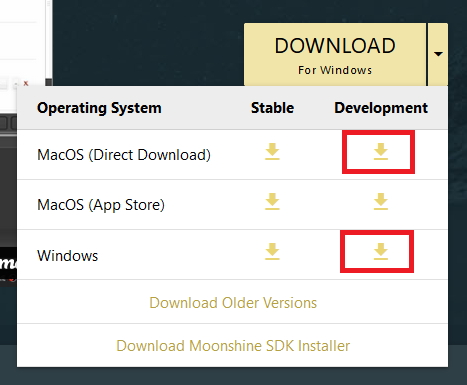 DOWNLOAD
For Windows
Operating System Stable Development
MacOS (Direct Download)
MacOS (App Store)
Windows
Download Older Versions
Download Moonshine SDK Installer